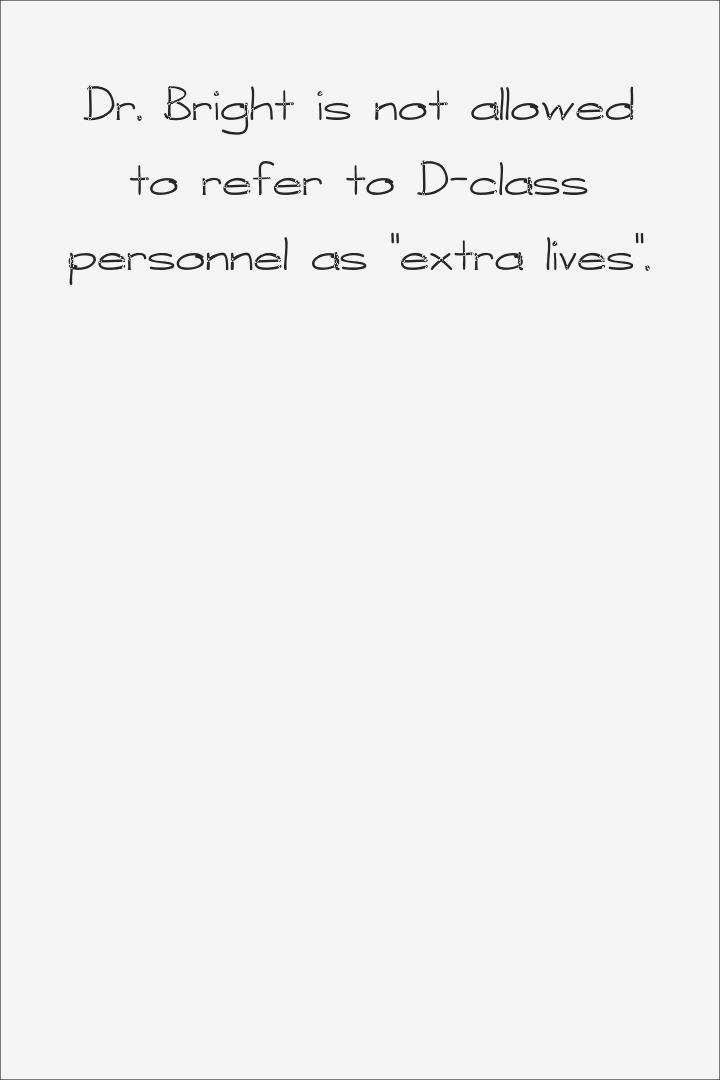 Dr. Bright is not allowed
to refer to D-class
personnel as "extra lives".